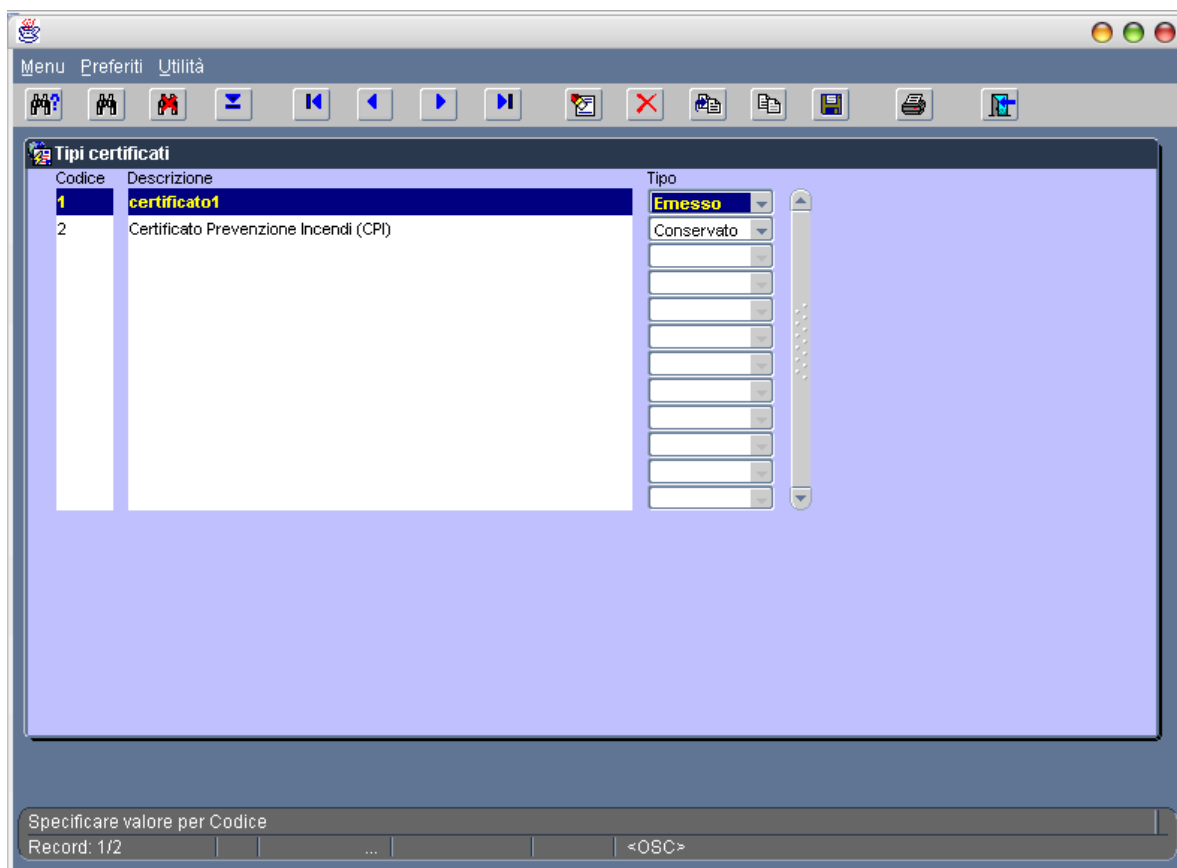 Menu Preferiti Utilità
Tipi certificati
Codice Descrizione Tipo
1 certificato1 Emesso
2 Certificato Prevenzione Incendi (CPI) Conservato
Specificare valore per Codice
Record: 1/2 ... <OSC>